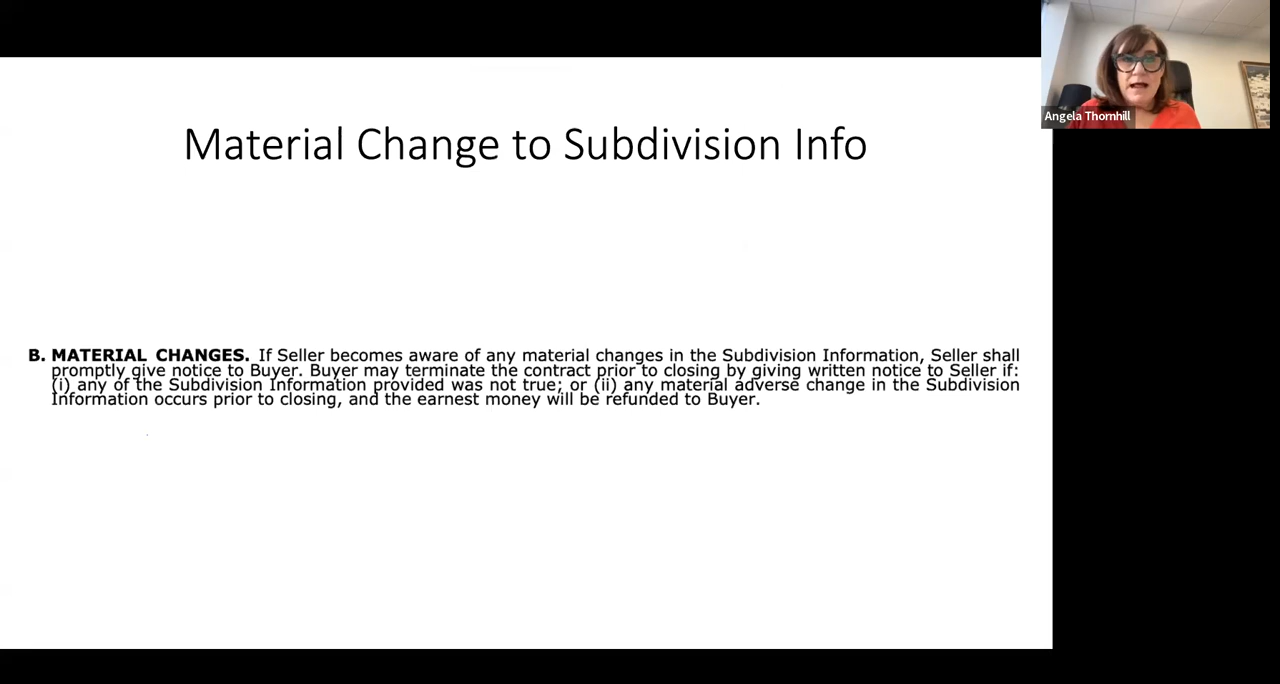 Material Change to Subdivision Info
Angela Thornhill
B. MATERIAL CHANGES. If Seller becomes aware of any material changes in the Subdivision Information, Seller shall
promptly give notice to Buyer. Buyer may terminate the contract prior to closing by giving written notice to Seller if:
(i) any of the Subdivision Information provided was not true; or (ii) any material adverse change in the Subdivision
Information occurs prior to closing, and the earnest money will be refunded to Buyer.